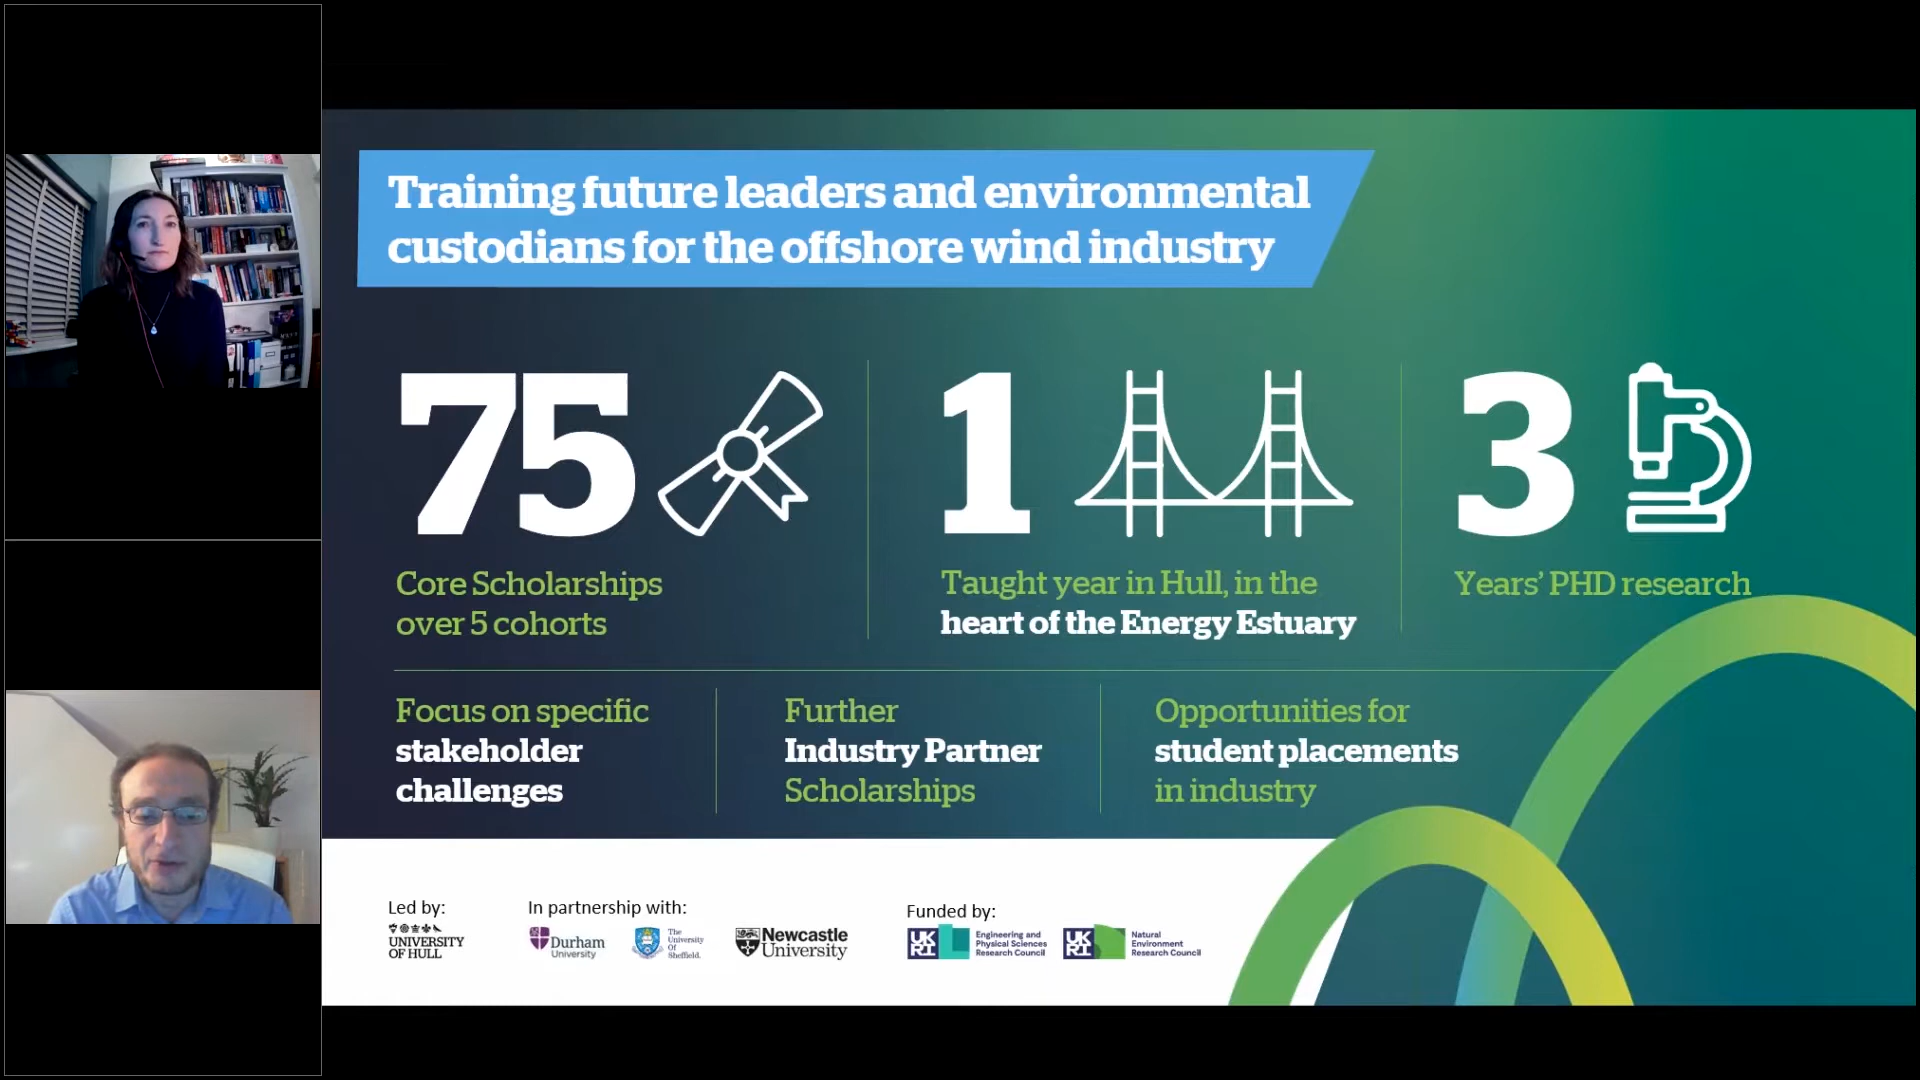 Training future leaders and environmental
custodians for the offshore wind industry
75
Core Scholarships
over 5 cohorts
1
Taught year in Hull, in the
heart of the Energy Estuary
3
Years’ PHD research
Focus on specific
stakeholder
challenges
Further
Industry Partner
Scholarships
Opportunities for
student placements
in industry
Led by:
UNIVERSITY
OF HULL
In partnership with:
Durham
University
The
University
Of
Sheffield.
Newcastle
University
Funded by:
UK
RI
Engineering and
Physical Sciences
Research Council
UK
RI
Natural
Environment
Research Council